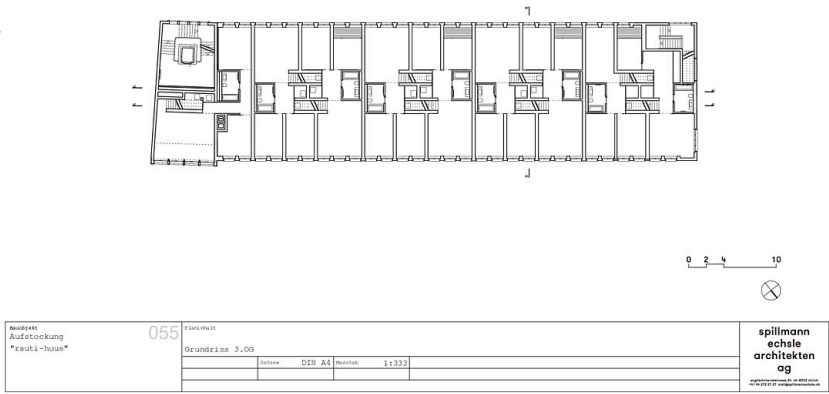 0 2 4 10
Bauobjekt
Aufstockung
"rauti-huus"
055
Planinhalt
Grundriss 3.OG
Grösse DIN A4 Massstab 1:333
spillmann
echsle
architekten
ag